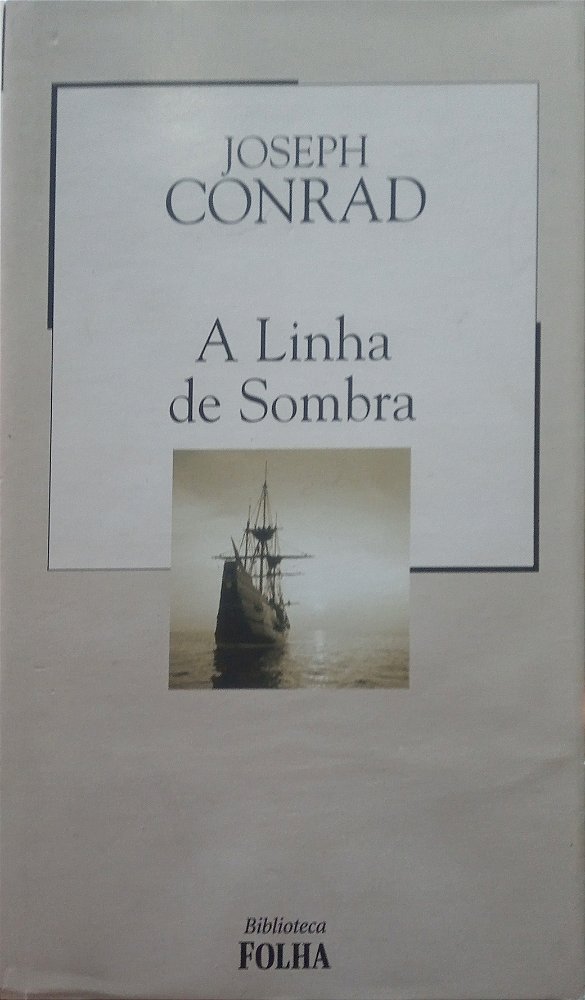 JOSEPH
CONRAD
A Linha
de Sombra
Biblioteca
FOLHA